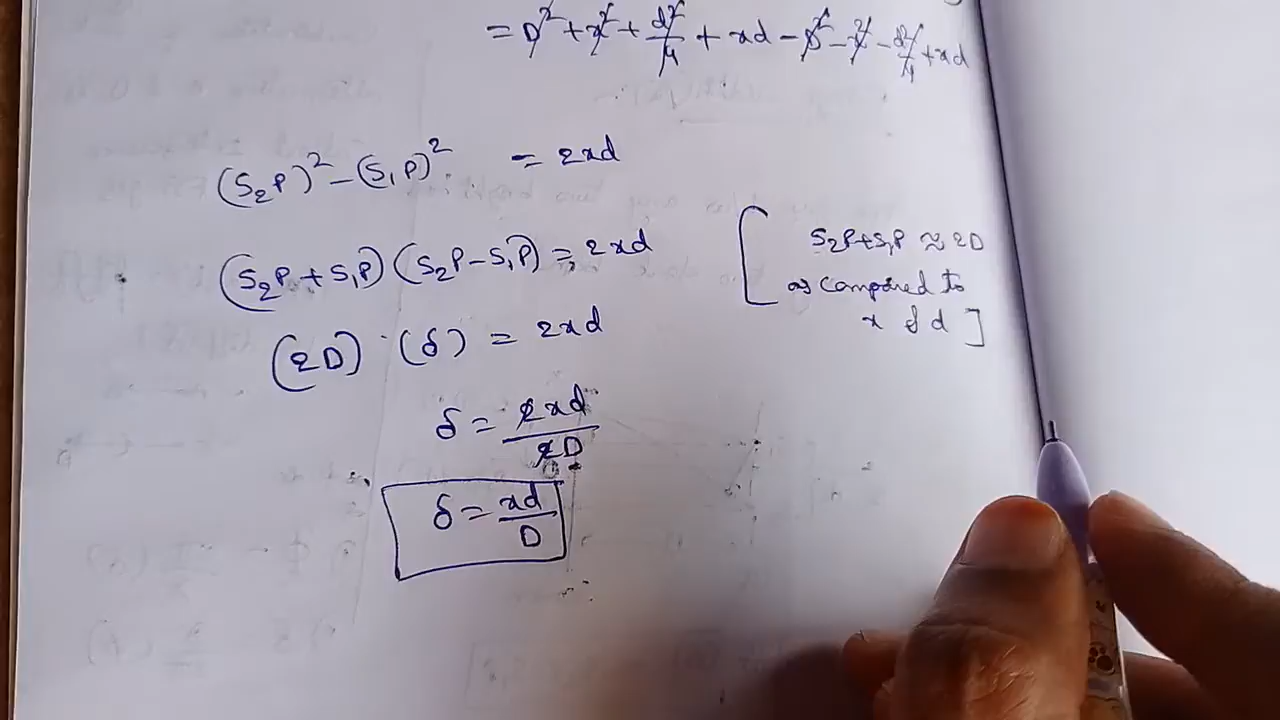 = D² + x² + d²/4 + xd - D² - x² - d²/4 + xd
(S₂P)² - (S₁P)² = 2xd
(S₂P + S₁P) (S₂P - S₁P) = 2xd
(2D) · (δ) = 2xd
δ = 2xd/2D
δ = xd/D
[ S₂P+S₁P ≈ 2D
as compared to
x & d ]